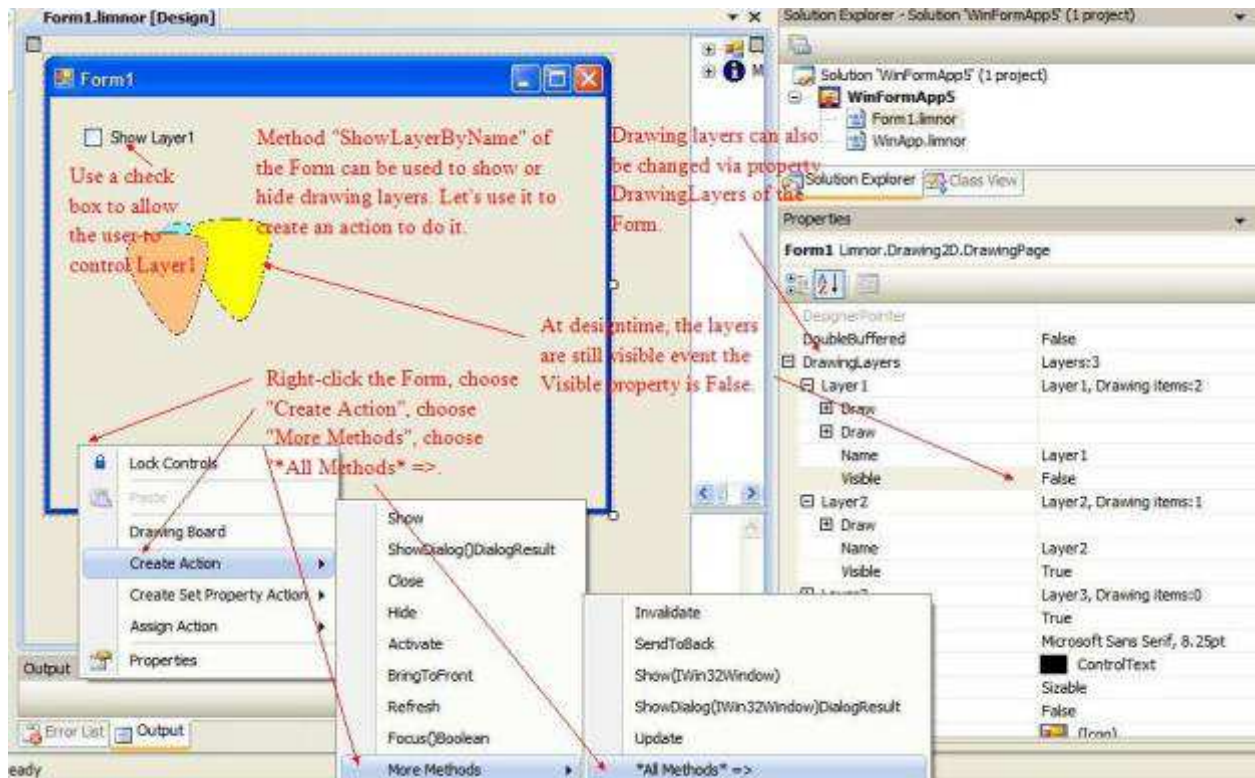 Form1.limnor [Design]
Solution Explorer - Solution 'WinFormApp5' (1 project)
Form1
M
Solution 'WinFormApp5' (1 project)
WinFormApp5
Form1.limnor
WinApp.limnor
Show Layer1
Use a check
box to allow
the user to
control Layer1
Method "ShowLayerByName" of
the Form can be used to show or
hide drawing layers. Let's use it to
create an action to do it.
Drawing layers can also
be changed via property
DrawingLayers of the
Form.
Solution Explorer
Class View
Properties
Form1 Limnor.Drawing2D.DrawingPage
At designtime, the layers
are still visible event the
Visible property is False.
Right-click the Form, choose
"Create Action", choose
"More Methods", choose
"*All Methods* =>.
DesignerPointer
DoubleBuffered False
DrawingLayers Layers:3
Layer1 Layer1, Drawing items:2
Draw
Draw
Name Layer1
Visible False
Layer2 Layer2, Drawing items:1
Draw
Name Layer2
Visible True
Layer3, Drawing items:0
True
Microsoft Sans Serif, 8.25pt
ControlText
Sizable
False
(Icon)
Lock Controls
Paste
Drawing Board
Create Action
Create Set Property Action
Assign Action
Properties
Show
ShowDialog()DialogResult
Close
Hide
Activate
BringToFront
Refresh
Focus()Boolean
More Methods
Invalidate
SendToBack
Show(IWin32Window)
ShowDialog(IWin32Window)DialogResult
Update
*All Methods* =>
Output
Error List
Output
eady